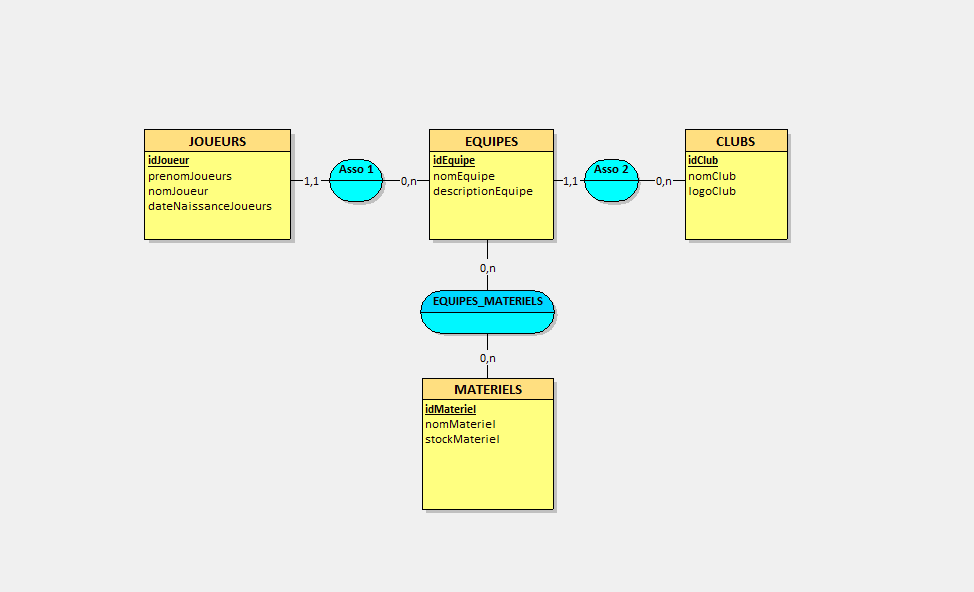 JOUEURS
idJoueur
prenomJoueurs
nomJoueur
dateNaissanceJoueurs
1,1
Asso 1
0,n
EQUIPES
idEquipe
nomEquipe
descriptionEquipe
1,1
Asso 2
0,n
CLUBS
idClub
nomClub
logoClub
0,n
EQUIPES_MATERIELS
0,n
MATERIELS
idMateriel
nomMateriel
stockMateriel